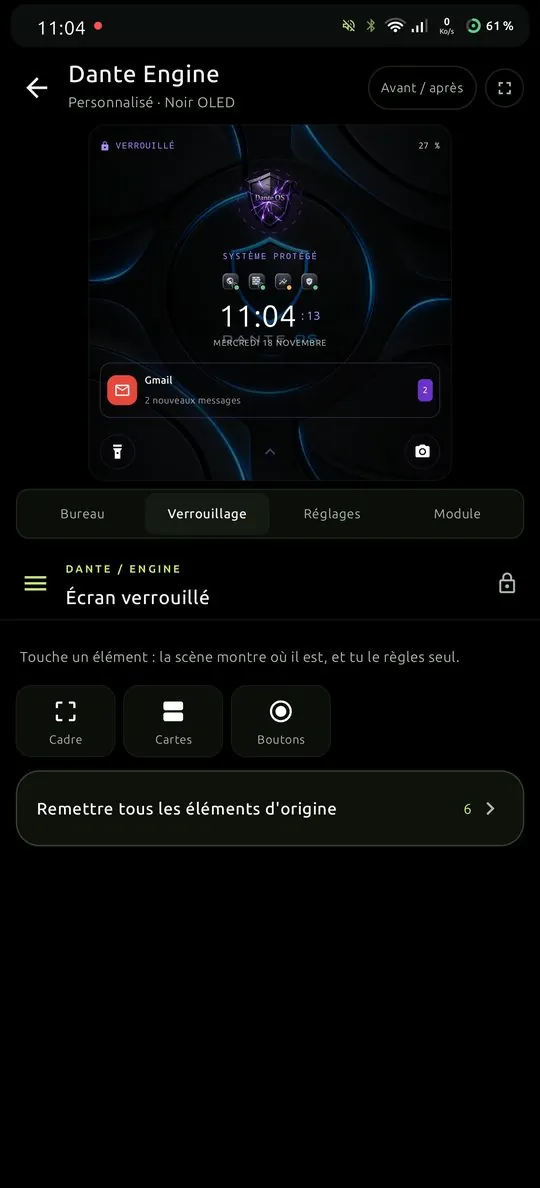 11:04
0
Ko/s
61 %
Dante Engine
Personnalisé · Noir OLED
Avant / après
VERROUILLÉ
27 %
Dante OS
SYSTÈME PROTÉGÉ
11:04 :13
DANTE OS
MERCREDI 18 NOVEMBRE
Gmail
2 nouveaux messages
2
Bureau
Verrouillage
Réglages
Module
DANTE / ENGINE
Écran verrouillé
Touche un élément : la scène montre où il est, et tu le règles seul.
Cadre
Cartes
Boutons
Remettre tous les éléments d'origine
6